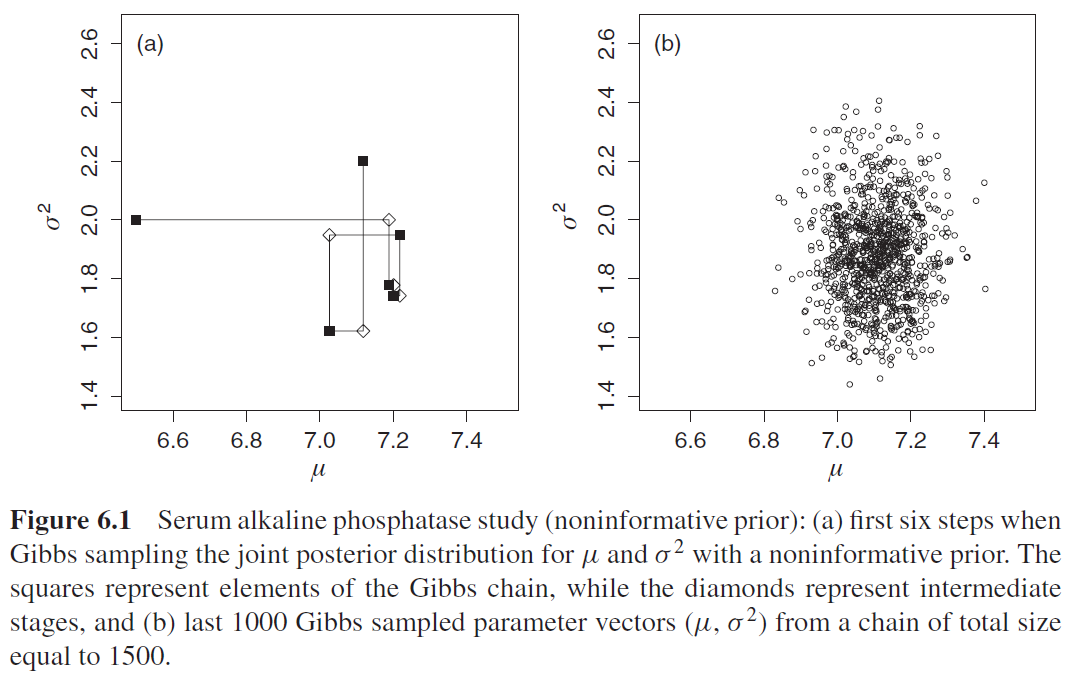 (a)
2.6
2.4
2.2
2.0
1.8
1.6
1.4
σ²
6.6 6.8 7.0 7.2 7.4
μ
(b)
2.6
2.4
2.2
2.0
1.8
1.6
1.4
σ²
6.6 6.8 7.0 7.2 7.4
μ
Figure 6.1 Serum alkaline phosphatase study (noninformative prior): (a) first six steps when
Gibbs sampling the joint posterior distribution for μ and σ² with a noninformative prior. The
squares represent elements of the Gibbs chain, while the diamonds represent intermediate
stages, and (b) last 1000 Gibbs sampled parameter vectors (μ, σ²) from a chain of total size
equal to 1500.